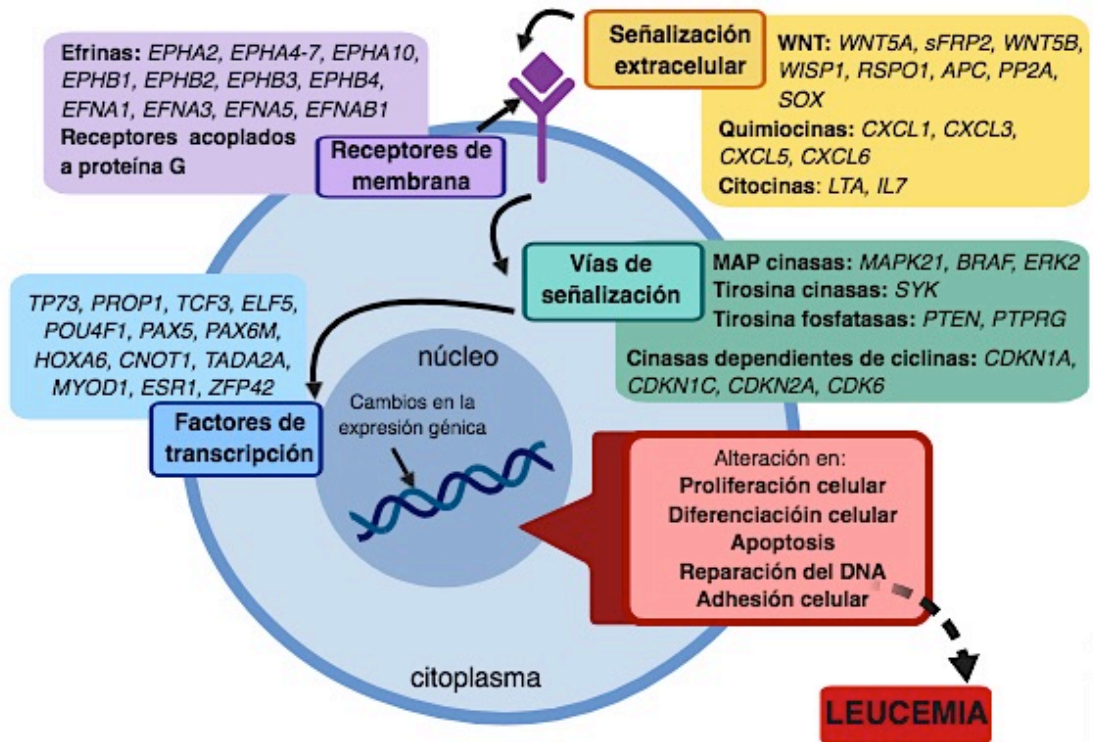 Efrinas: EPHA2, EPHA4-7, EPHA10,
EPHB1, EPHB2, EPHB3, EPHB4,
EFNA1, EFNA3, EFNA5, EFNAB1
Receptores acoplados
a proteína G
Receptores de
membrana
Señalización
extracelular
WNT: WNT5A, sFRP2, WNT5B,
WISP1, RSPO1, APC, PP2A,
SOX
Quimiocinas: CXCL1, CXCL3,
CXCL5, CXCL6
Citocinas: LTA, IL7
Vías de
señalización
MAP cinasas: MAPK21, BRAF, ERK2
Tirosina cinasas: SYK
Tirosina fosfatasas: PTEN, PTPRG
Cinasas dependientes de ciclinas: CDKN1A,
CDKN1C, CDKN2A, CDK6
TP73, PROP1, TCF3, ELF5,
POU4F1, PAX5, PAX6M,
HOXA6, CNOT1, TADA2A,
MYOD1, ESR1, ZFP42
Factores de
transcripción
núcleo
Cambios en la
expresión génica
Alteración en:
Proliferación celular
Diferenciacióin celular
Apoptosis
Reparación del DNA
Adhesión celular
citoplasma
LEUCEMIA